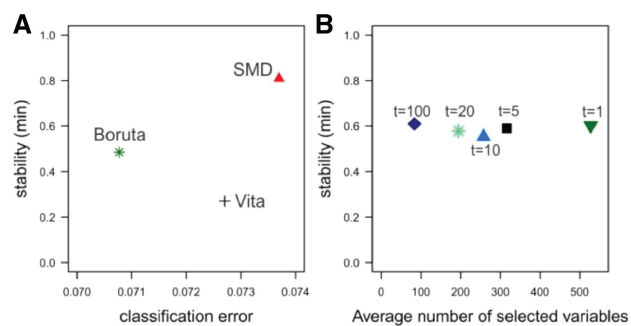 A
stability (min)
1.0
0.8
0.6
0.4
0.2
0.0
SMD
Boruta
Vita
0.070
0.071
0.072
0.073
0.074
classification error
B
stability (min)
1.0
0.8
0.6
0.4
0.2
0.0
t=100
t=20
t=5
t=1
t=10
0
100
200
300
400
500
Average number of selected variables